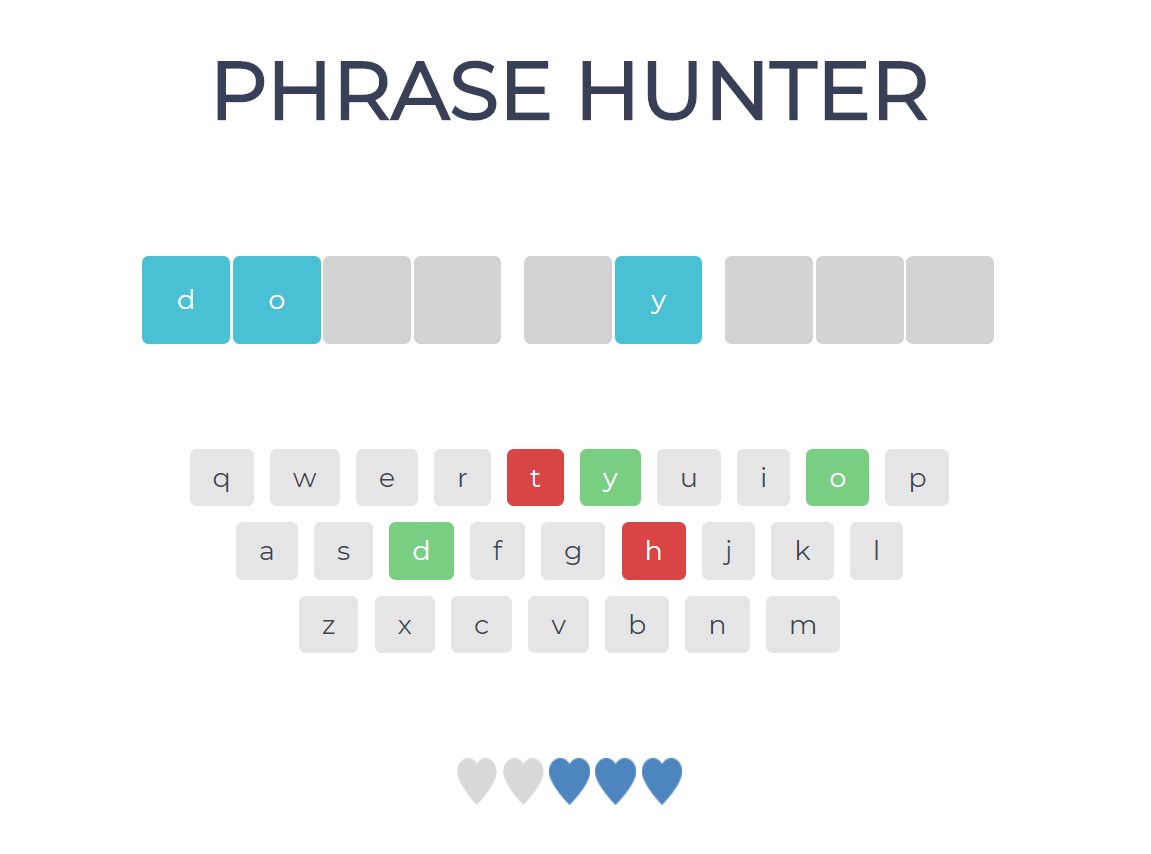 PHRASE HUNTER
d o y
q w e r t y u i o p
a s d f g h j k l
z x c v b n m